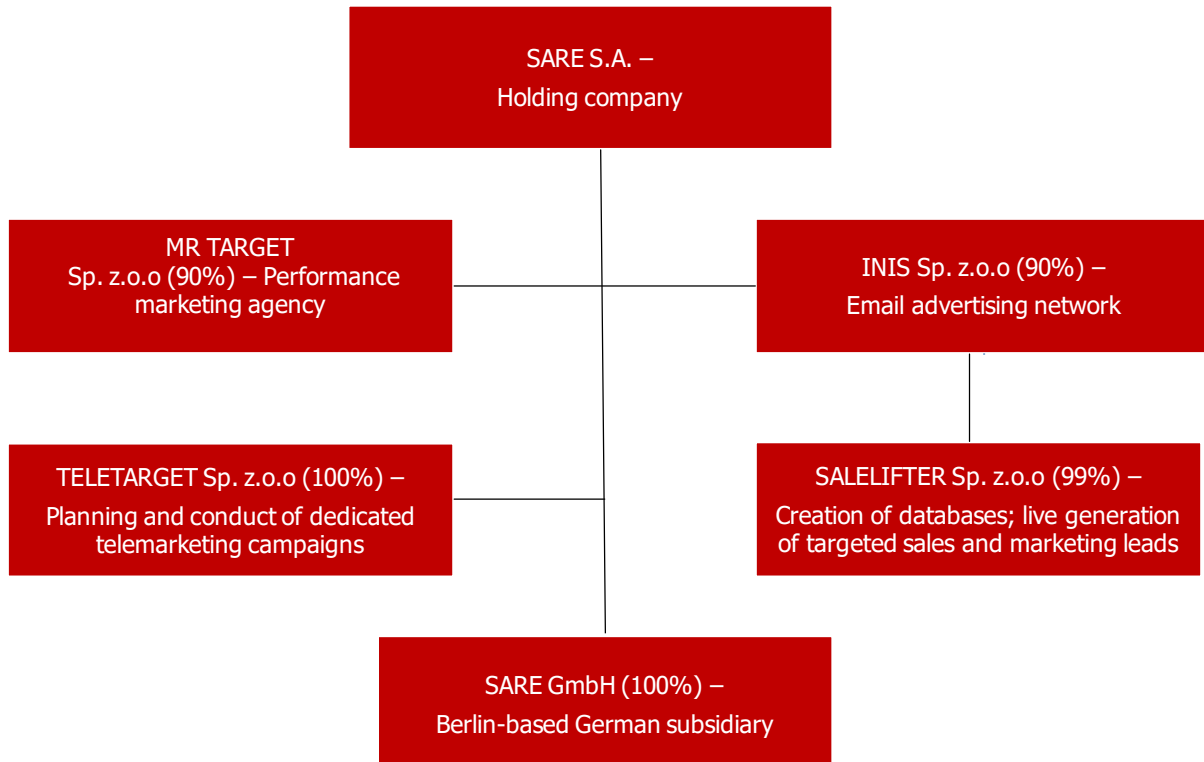 SARE S.A. –
Holding company
MR TARGET
Sp. z.o.o (90%) – Performance
marketing agency
INIS Sp. z.o.o (90%) –
Email advertising network
TELETARGET Sp. z.o.o (100%) –
Planning and conduct of dedicated
telemarketing campaigns
SALELIFTER Sp. z.o.o (99%) –
Creation of databases; live generation
of targeted sales and marketing leads
SARE GmbH (100%) –
Berlin-based German subsidiary